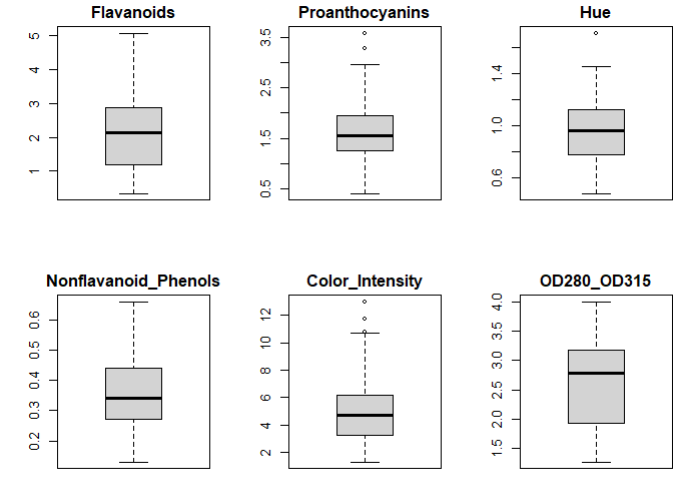 Flavanoids Proanthocyanins Hue
5 4 3 2 1
3.5 2.5 1.5 0.5
1.4 1.0 0.6
Nonflavanoid_Phenols Color_Intensity OD280_OD315
0.6 0.5 0.4 0.3 0.2
12 10 8 6 4 2
4.0 3.5 3.0 2.5 2.0 1.5